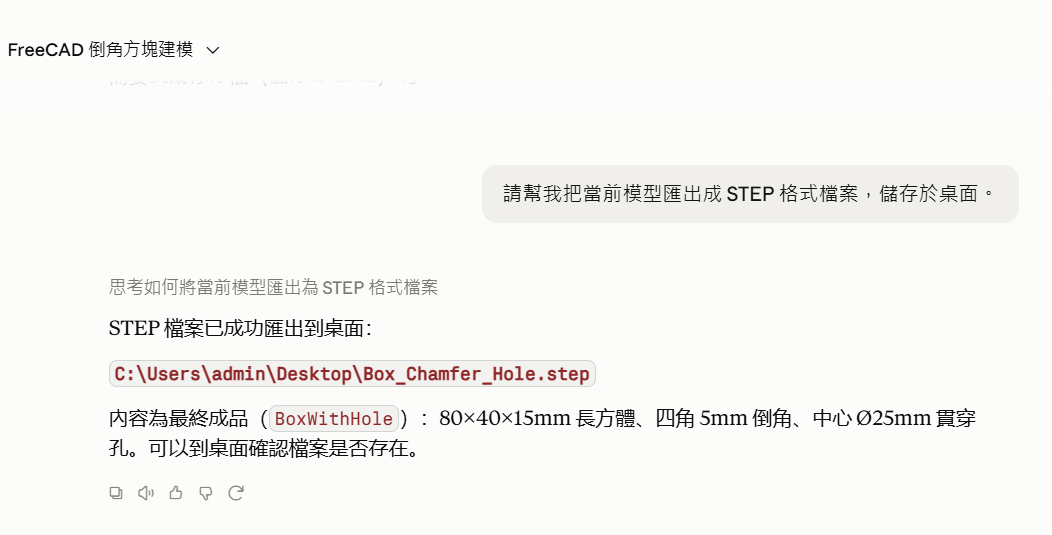 FreeCAD 倒角方塊建模
請幫我把當前模型匯出成 STEP 格式檔案，儲存於桌面。
思考如何將當前模型匯出為 STEP 格式檔案
STEP 檔案已成功匯出到桌面：
C:\Users\admin\Desktop\Box_Chamfer_Hole.step
內容為最終成品（BoxWithHole）：80×40×15mm 長方體、四角 5mm 倒角、中心 Ø25mm 貫穿
孔。可以到桌面確認檔案是否存在。